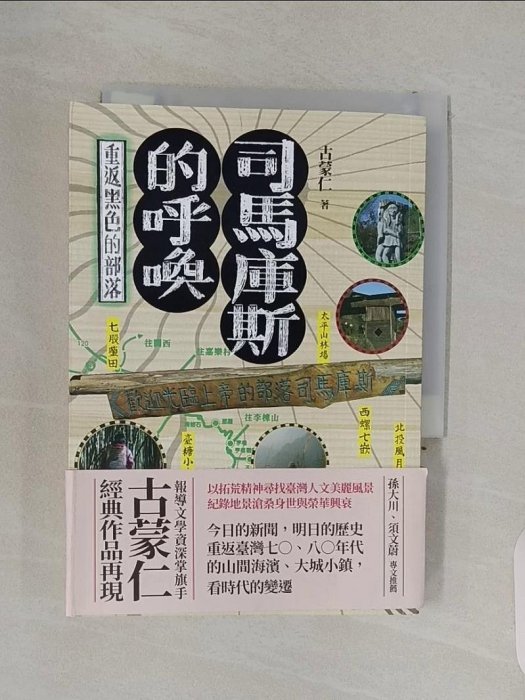 司馬庫斯
的呼喚
古蒙仁 著
重返黑色的部落
七股鹽田
往關西
往嘉樂村
太平山林場
120
歡迎光臨上帝的部落司馬庫斯
往李棟山
西螺七嵌
北投風月
臺糖小
孫大川、須文蔚 專文推薦
以拓荒精神尋找臺灣人文美麗風景
紀錄地景滄桑身世與榮華興衰
今日的新聞，明日的歷史
重返臺灣七〇、八〇年代
的山間海濱、大城小鎮，
看時代的變遷
報導文學資深掌旗手
古蒙仁
經典作品再現